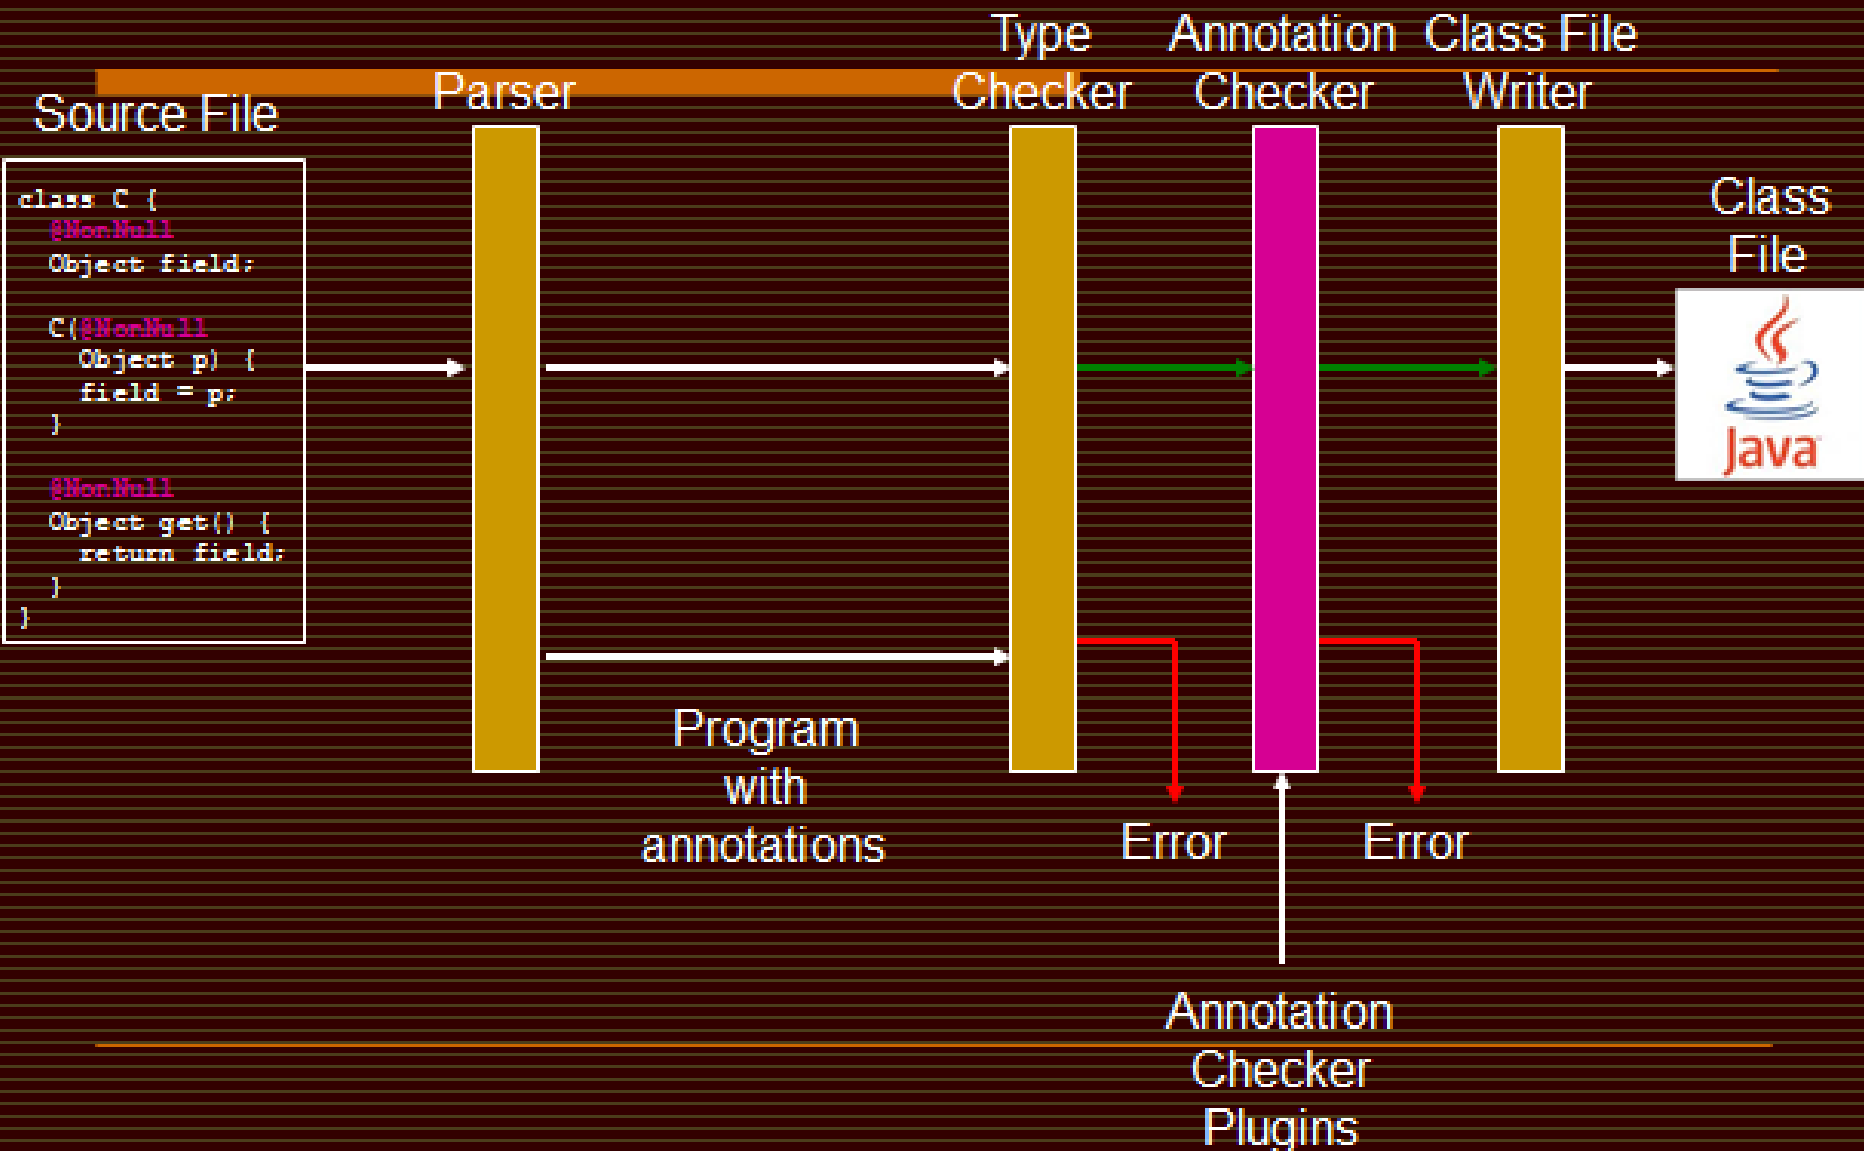 Source File
Parser
Type
Checker
Annotation
Checker
Class File
Writer
class C {
@NonNull
Object field;
C(@NonNull
Object p) {
field = p;
}
@NonNull
Object get() {
return field;
}
}
Class
File
Java
Program
with
annotations
Error
Error
Annotation
Checker
Plugins